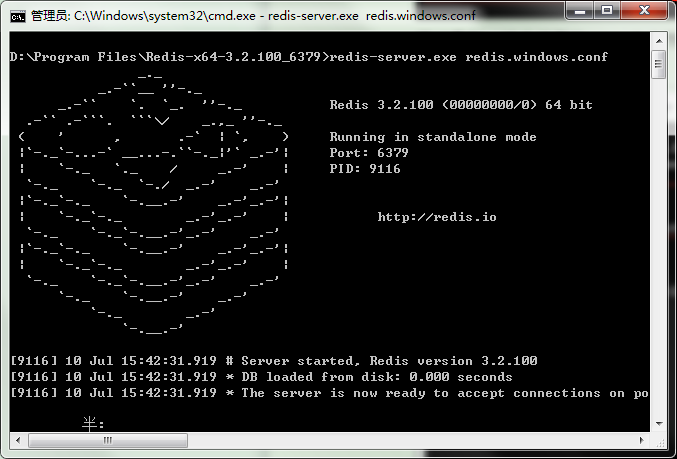 管理员: C:\Windows\system32\cmd.exe - redis-server.exe redis.windows.conf
D:\Program Files\Redis-x64-3.2.100_6379>redis-server.exe redis.windows.conf
Redis 3.2.100 (00000000/0) 64 bit
Running in standalone mode
Port: 6379
PID: 9116
http://redis.io
[9116] 10 Jul 15:42:31.919 # Server started, Redis version 3.2.100
[9116] 10 Jul 15:42:31.919 * DB loaded from disk: 0.000 seconds
[9116] 10 Jul 15:42:31.919 * The server is now ready to accept connections on po
半: